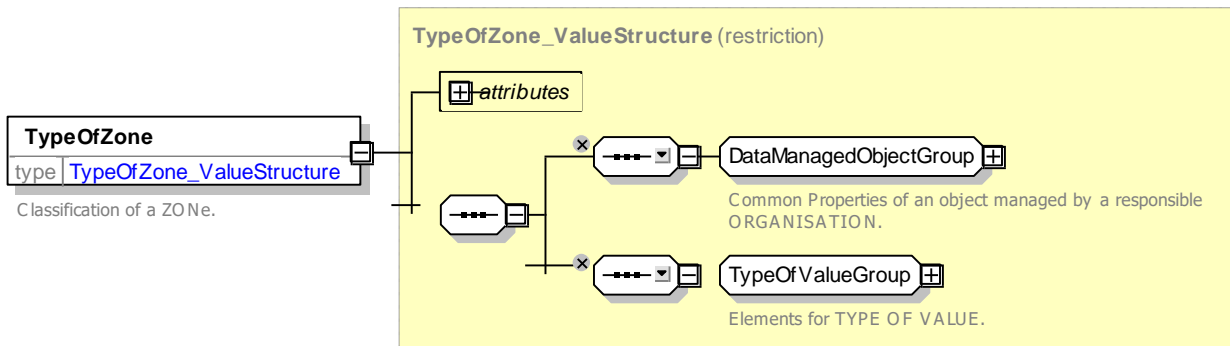 TypeOfZone_ValueStructure (restriction)
attributes
TypeOfZone
type TypeOfZone_ValueStructure
Classification of a ZONe.
DataManagedObjectGroup
Common Properties of an object managed by a responsible
ORGANISATION.
TypeOfValueGroup
Elements for TYPE OF VALUE.